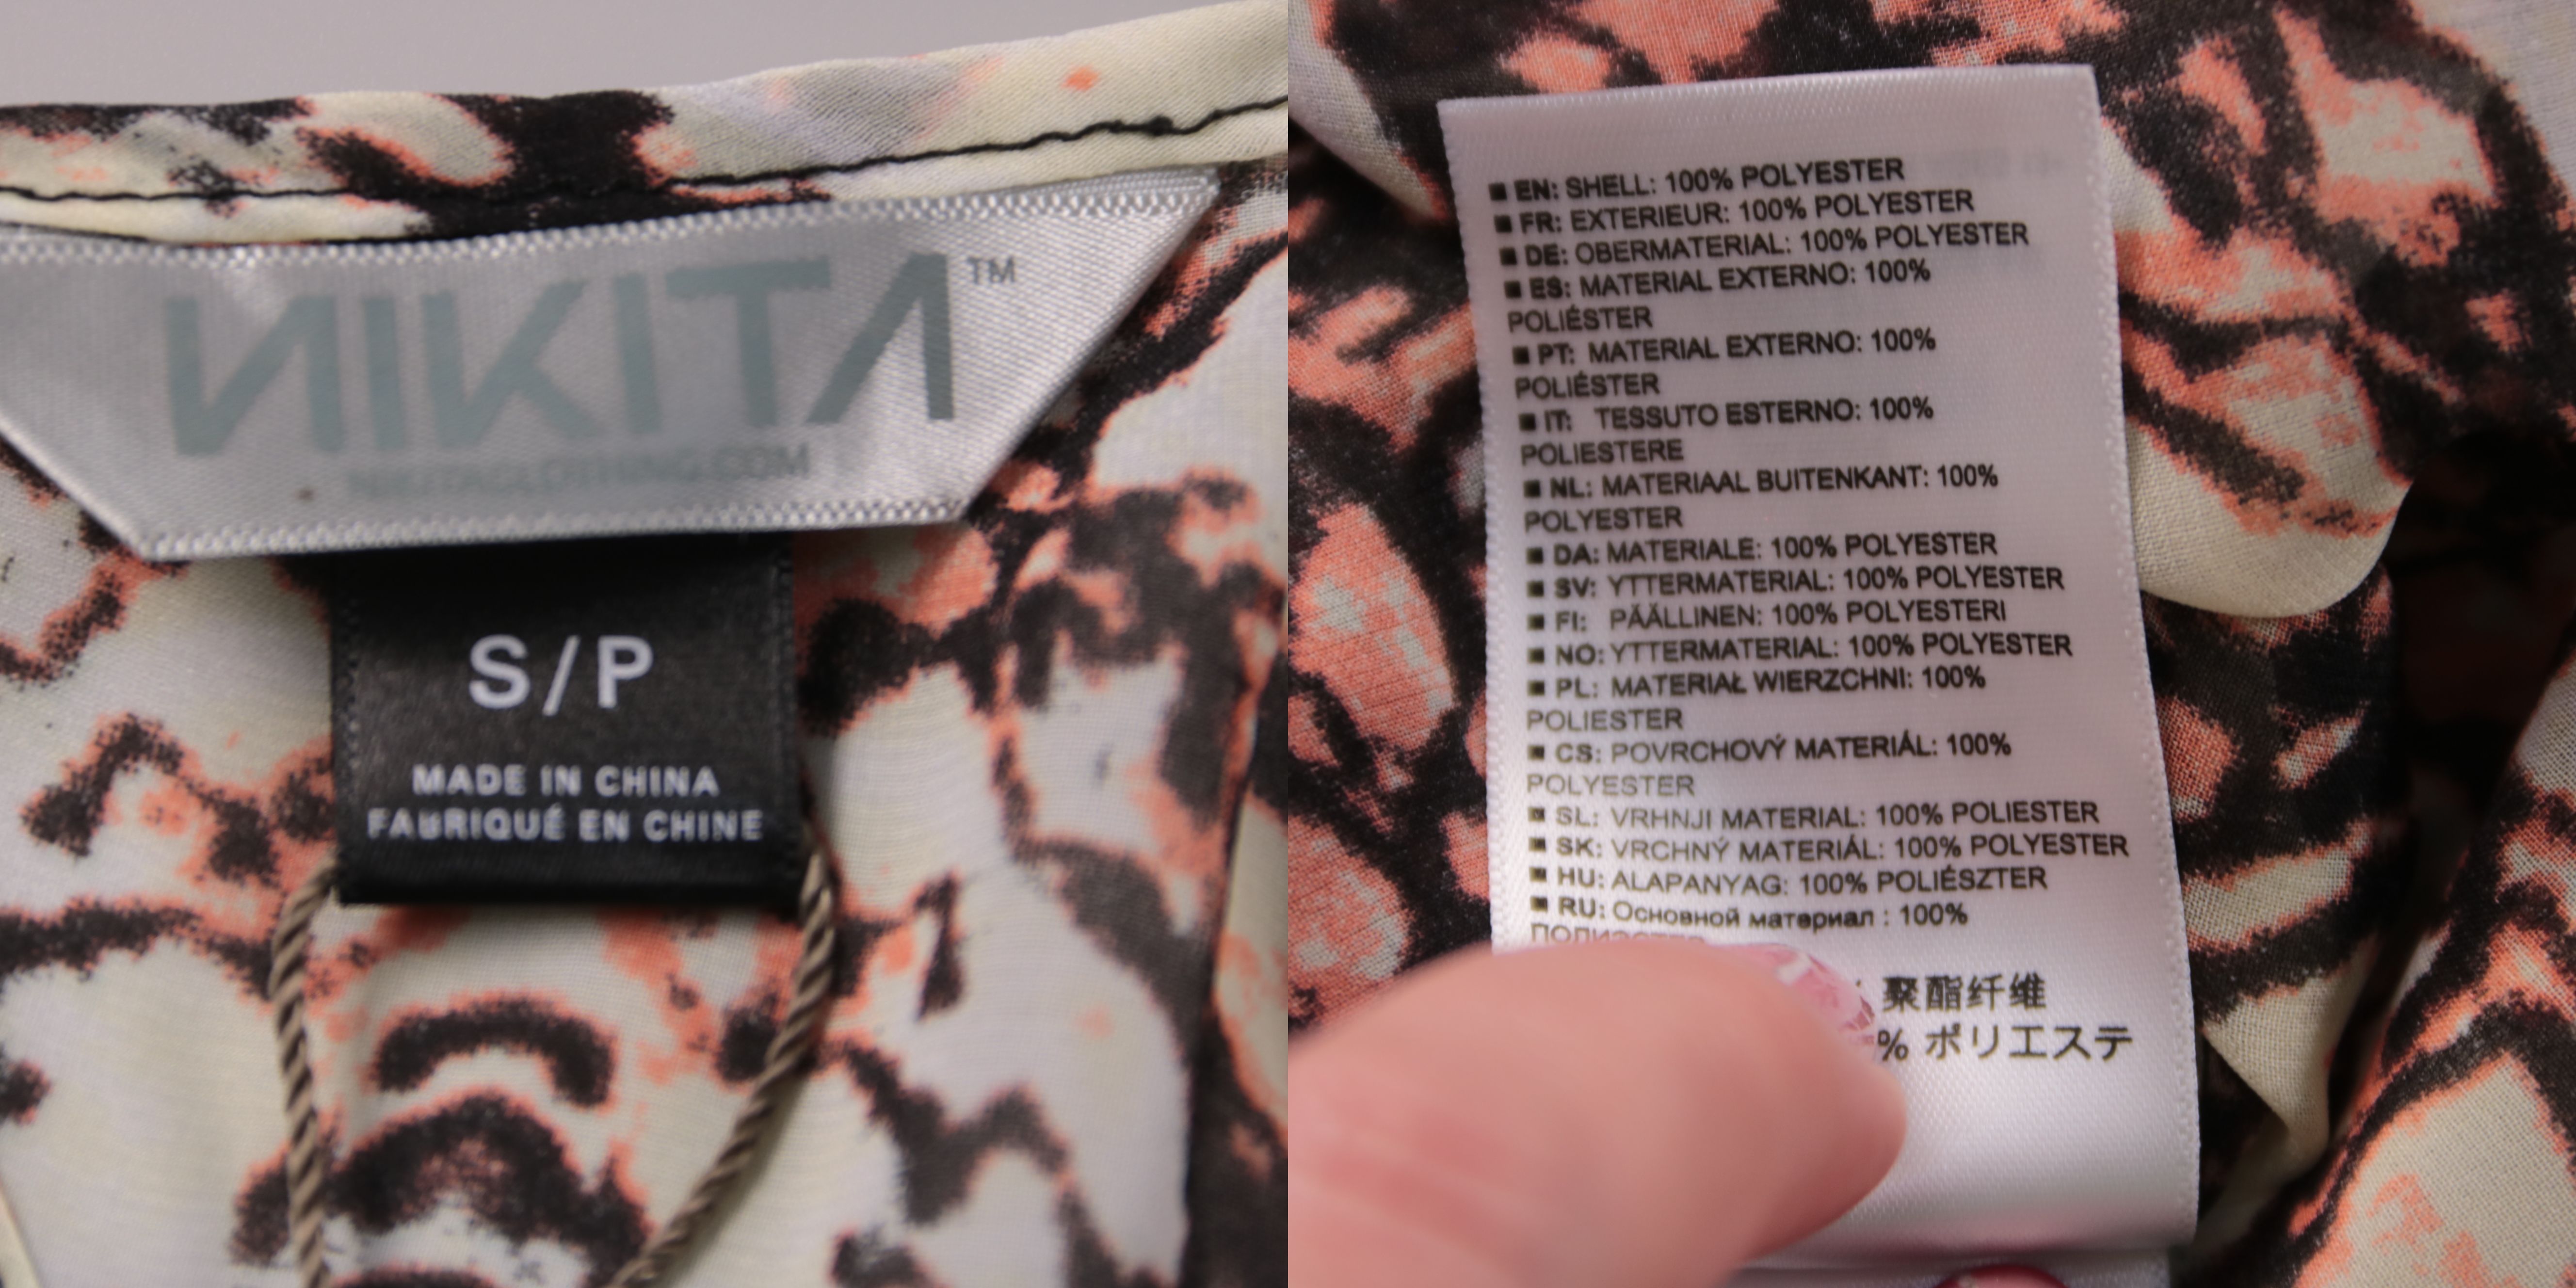 NIKITA™
NIKITACLOTHING.COM
S/P
MADE IN CHINA
FABRIQUÉ EN CHINE
■ EN: SHELL: 100% POLYESTER
■ FR: EXTERIEUR: 100% POLYESTER
■ DE: OBERMATERIAL: 100% POLYESTER
■ ES: MATERIAL EXTERNO: 100%
POLIÉSTER
■ PT: MATERIAL EXTERNO: 100%
POLIÉSTER
■ IT: TESSUTO ESTERNO: 100%
POLIESTERE
■ NL: MATERIAAL BUITENKANT: 100%
POLYESTER
■ DA: MATERIALE: 100% POLYESTER
■ SV: YTTERMATERIAL: 100% POLYESTER
■ FI: PÄÄLLINEN: 100% POLYESTERI
■ NO: YTTERMATERIAL: 100% POLYESTER
■ PL: MATERIAŁ WIERZCHNI: 100%
POLIESTER
■ CS: POVRCHOVÝ MATERIÁL: 100%
POLYESTER
■ SL: VRHNJI MATERIAL: 100% POLIESTER
■ SK: VRCHNÝ MATERIÁL: 100% POLYESTER
■ HU: ALAPANYAG: 100% POLIÉSZTER
■ RU: Основной материал : 100%
聚酯纤维
% ポリエステ